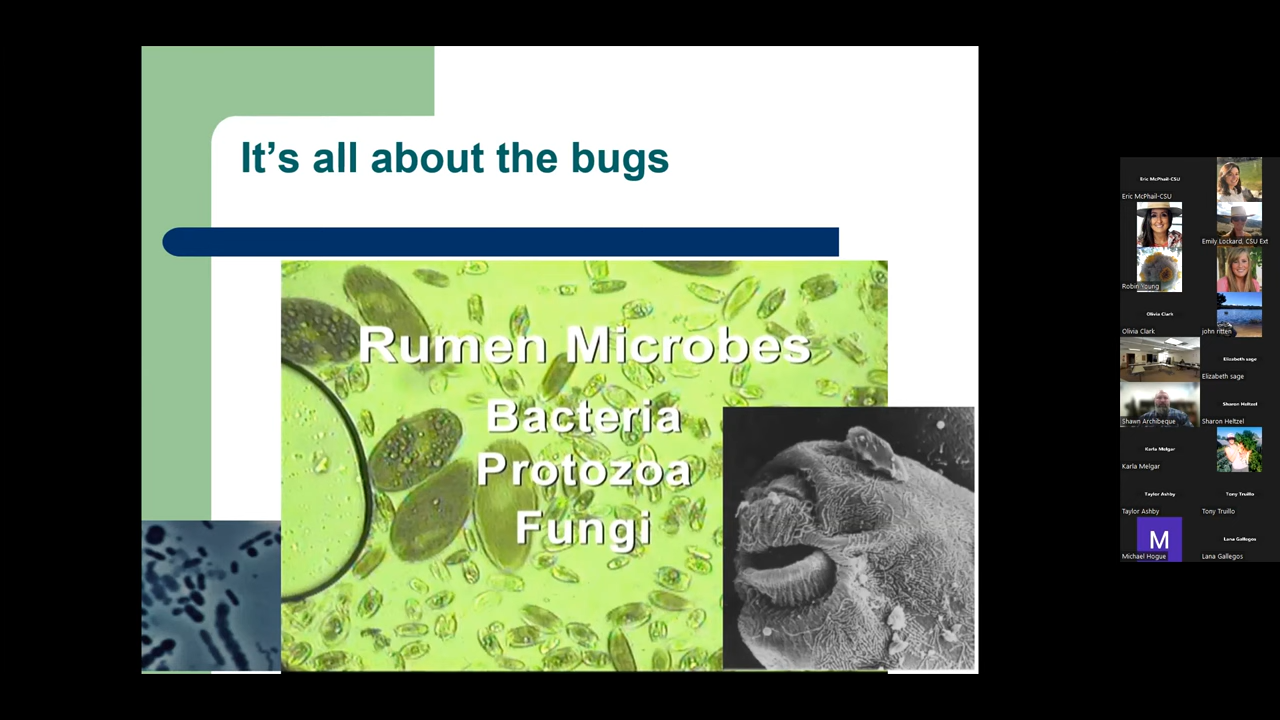 It's all about the bugs
Rumen Microbes
Bacteria
Protozoa
Fungi
Eric McPhail-CSU
Eric McPhail-CSU
Emily Lockard, CSU Ext
Robin Young
Olivia Clark
Olivia Clark
john ritten
Elizabeth sage
Elizabeth sage
Shawn Archibeque
Sharon Heltzel
Sharon Heltzel
Karla Melgar
Karla Melgar
Taylor Ashby
Tony Truillo
Taylor Ashby
Tony Truillo
M
Michael Hogue
Lana Gallegos
Lana Gallegos